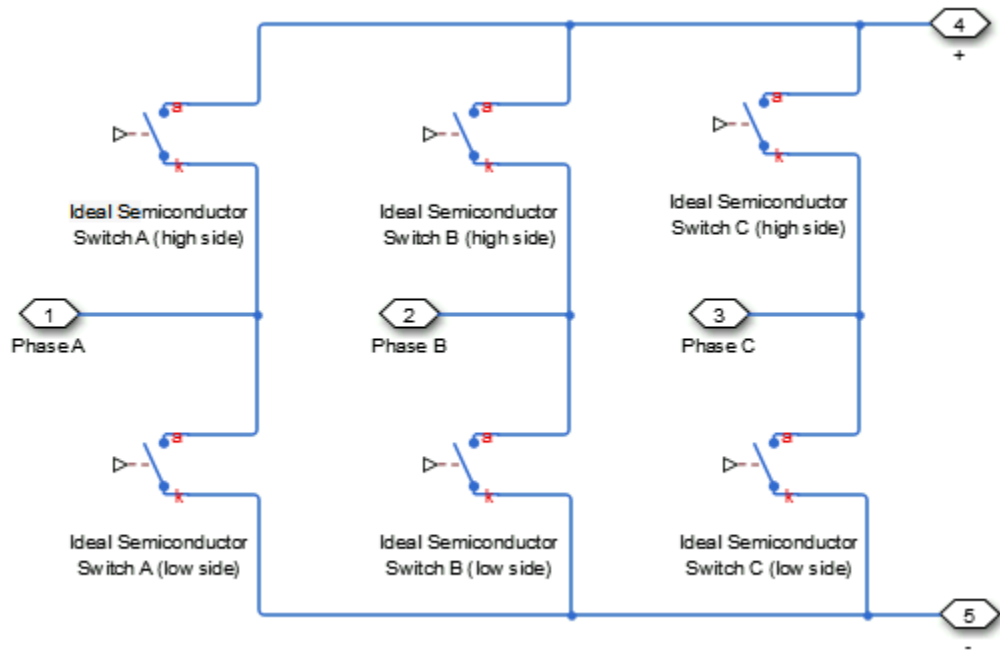 4
+
a
a
a
k
k
k
Ideal Semiconductor
Switch A (high side)
Ideal Semiconductor
Switch B (high side)
Ideal Semiconductor
Switch C (high side)
1
Phase A
2
Phase B
3
Phase C
a
a
a
k
k
k
Ideal Semiconductor
Switch A (low side)
Ideal Semiconductor
Switch B (low side)
Ideal Semiconductor
Switch C (low side)
5
-